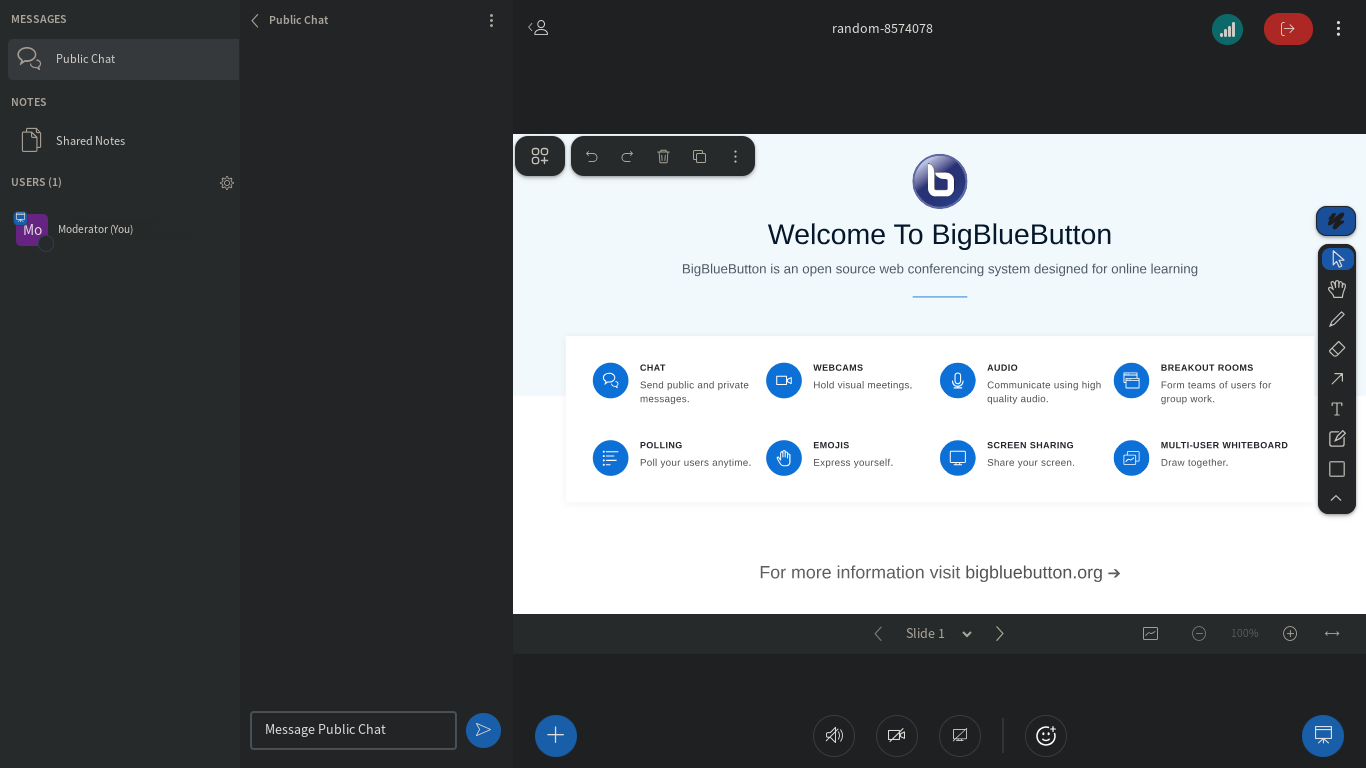 MESSAGES
Public Chat
NOTES
Shared Notes
USERS (1)
Mo
Moderator (You)
Public Chat
Message Public Chat
random-8574078
Welcome To BigBlueButton
BigBlueButton is an open source web conferencing system designed for online learning
CHAT
Send public and private
messages.
WEBCAMS
Hold visual meetings.
AUDIO
Communicate using high
quality audio.
BREAKOUT ROOMS
Form teams of users for
group work.
POLLING
Poll your users anytime.
EMOJIS
Express yourself.
SCREEN SHARING
Share your screen.
MULTI-USER WHITEBOARD
Draw together.
For more information visit bigbluebutton.org →
Slide 1
100%